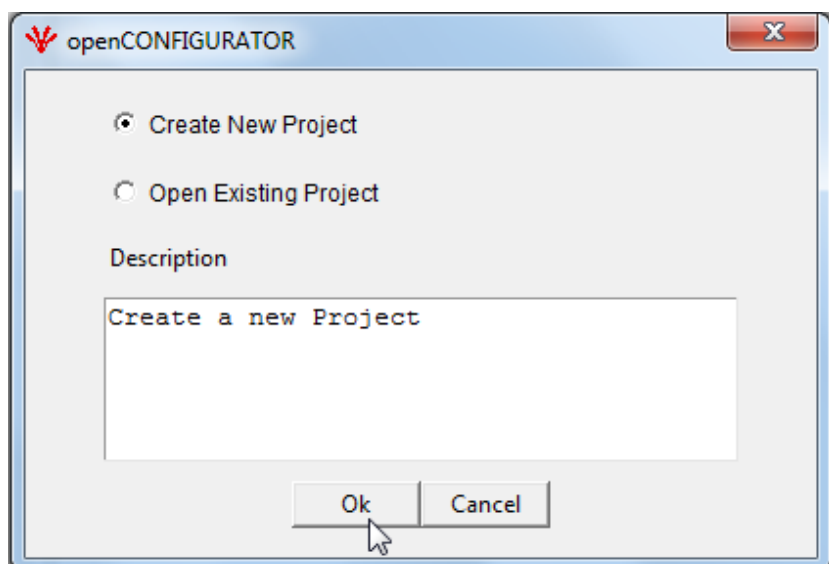 openCONFIGURATOR
Create New Project
Open Existing Project
Description
Create a new Project
Ok Cancel